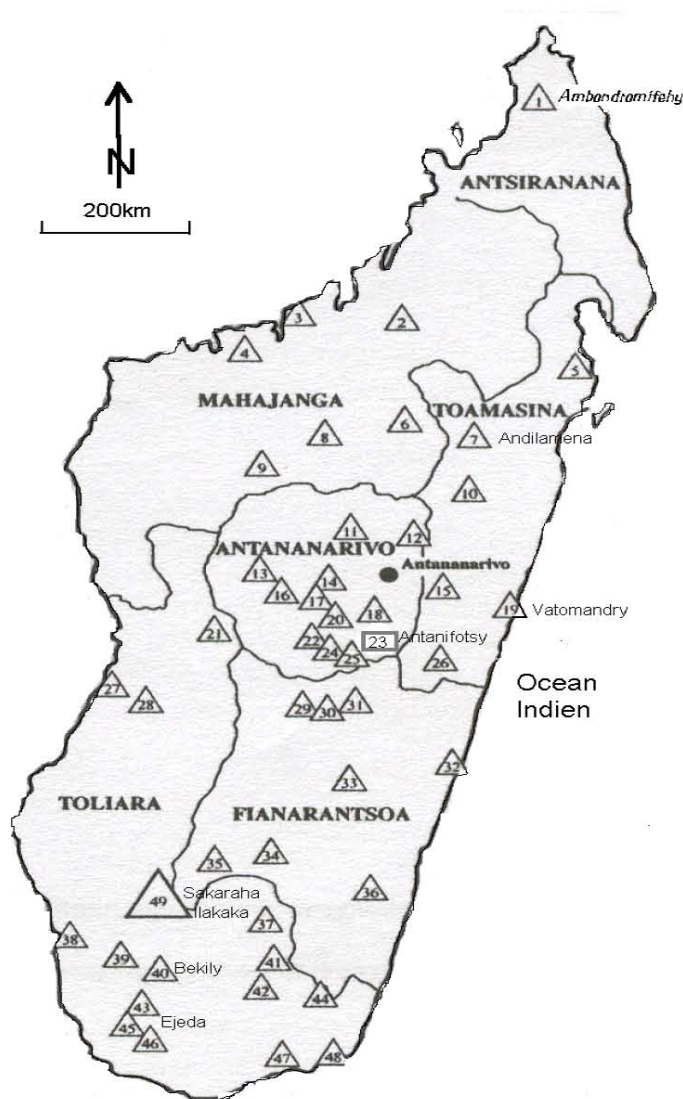 1 Ambondromifehy
N
ANTSIRANANA
200km
3
2
4
5
MAHAJANGA
TOAMASINA
6
8
7 Andilamena
9
10
11
12
ANTANANARIVO
Antananarivo
13
14
16
15
17
19 Vatomandry
18
20
21
22
23 Antanifotsy
24
25
26
Ocean
Indien
27
28
29
30
31
32
33
TOLIARA
FIANARANTSOA
34
35
36
49 Sakaraha
Ilakaka
37
38
39
40 Bekily
41
42
43
44
45 Ejeda
46
47
48